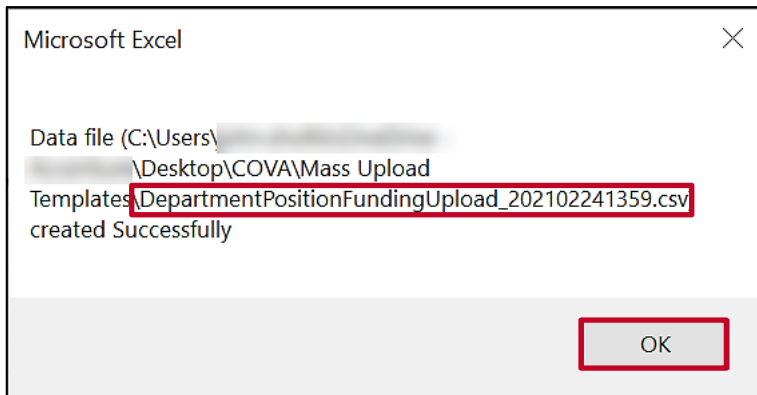 Microsoft Excel
Data file (C:\Users\
\Desktop\COVA\Mass Upload
Templates\DepartmentPositionFundingUpload_202102241359.csv
created Successfully
OK